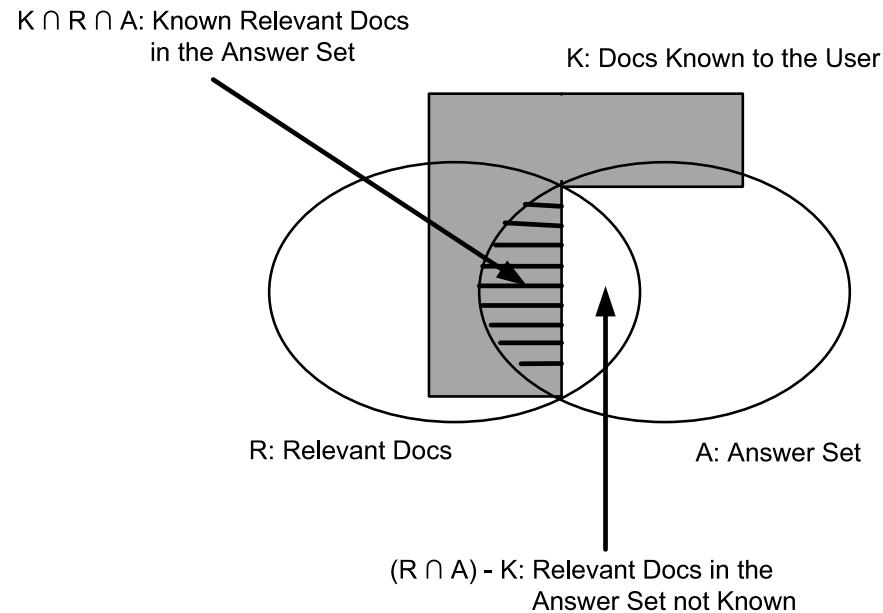 K ∩ R ∩ A: Known Relevant Docs
in the Answer Set
K: Docs Known to the User
R: Relevant Docs
A: Answer Set
(R ∩ A) - K: Relevant Docs in the
Answer Set not Known